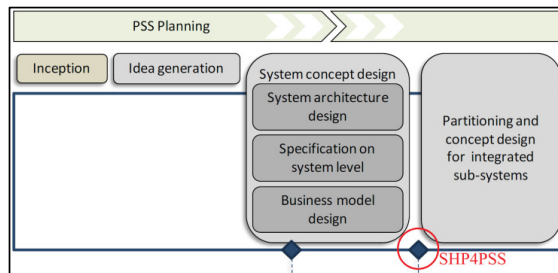 PSS Planning
Inception
Idea generation
System concept design
System architecture
design
Specification on
system level
Business model
design
Partitioning and
concept design
for integrated
sub-systems
SHP4PSS